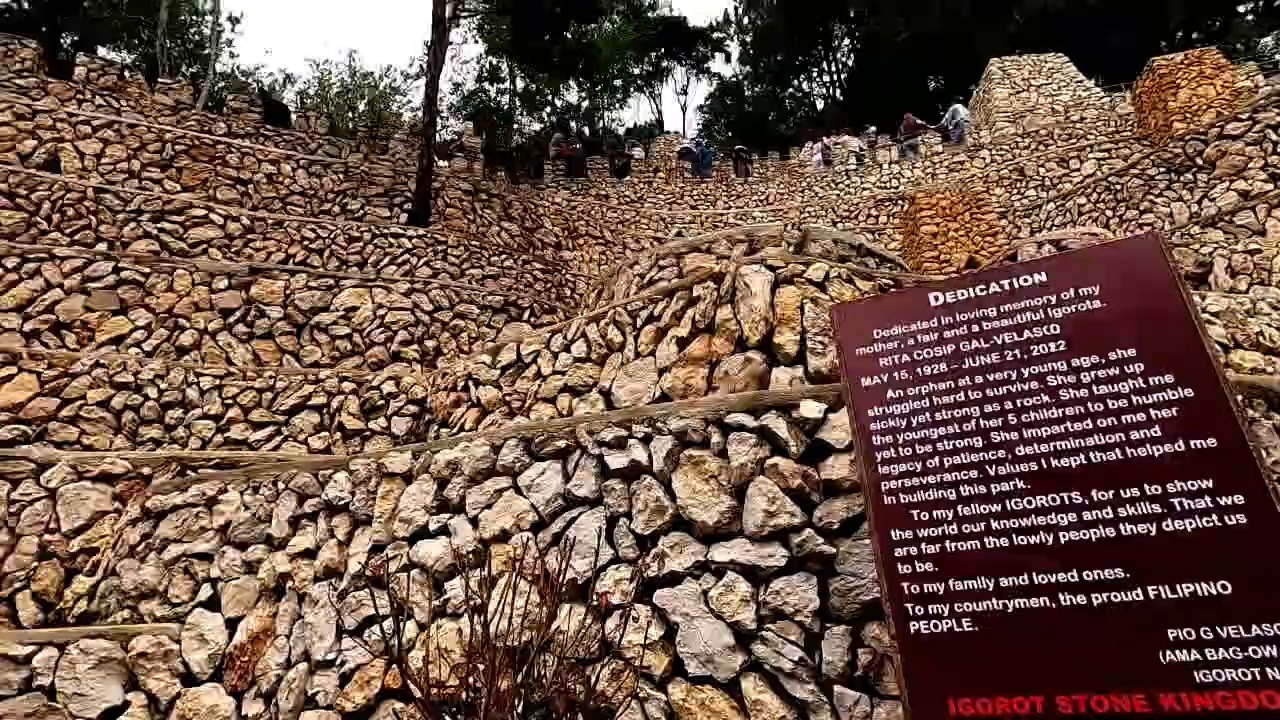 DEDICATION
Dedicated in loving memory of my
mother, a fair and a beautiful Igorota.
RITA COSIP GAL-VELASCO
MAY 15, 1928 – JUNE 21, 2022
An orphan at a very young age, she
struggled hard to survive. She grew up
sickly yet strong as a rock. She taught me
the youngest of her 5 children to be humble
yet to be strong. She imparted on me her
legacy of patience, determination and
perseverance. Values I kept that helped me
in building this park.
To my fellow IGOROTS, for us to show
the world our knowledge and skills. That we
are far from the lowly people they depict us
to be.
To my family and loved ones.
To my countrymen, the proud FILIPINO
PEOPLE.
PIO G VELASC
(AMA BAG-OW
IGOROT N
IGOROT STONE KINGDO